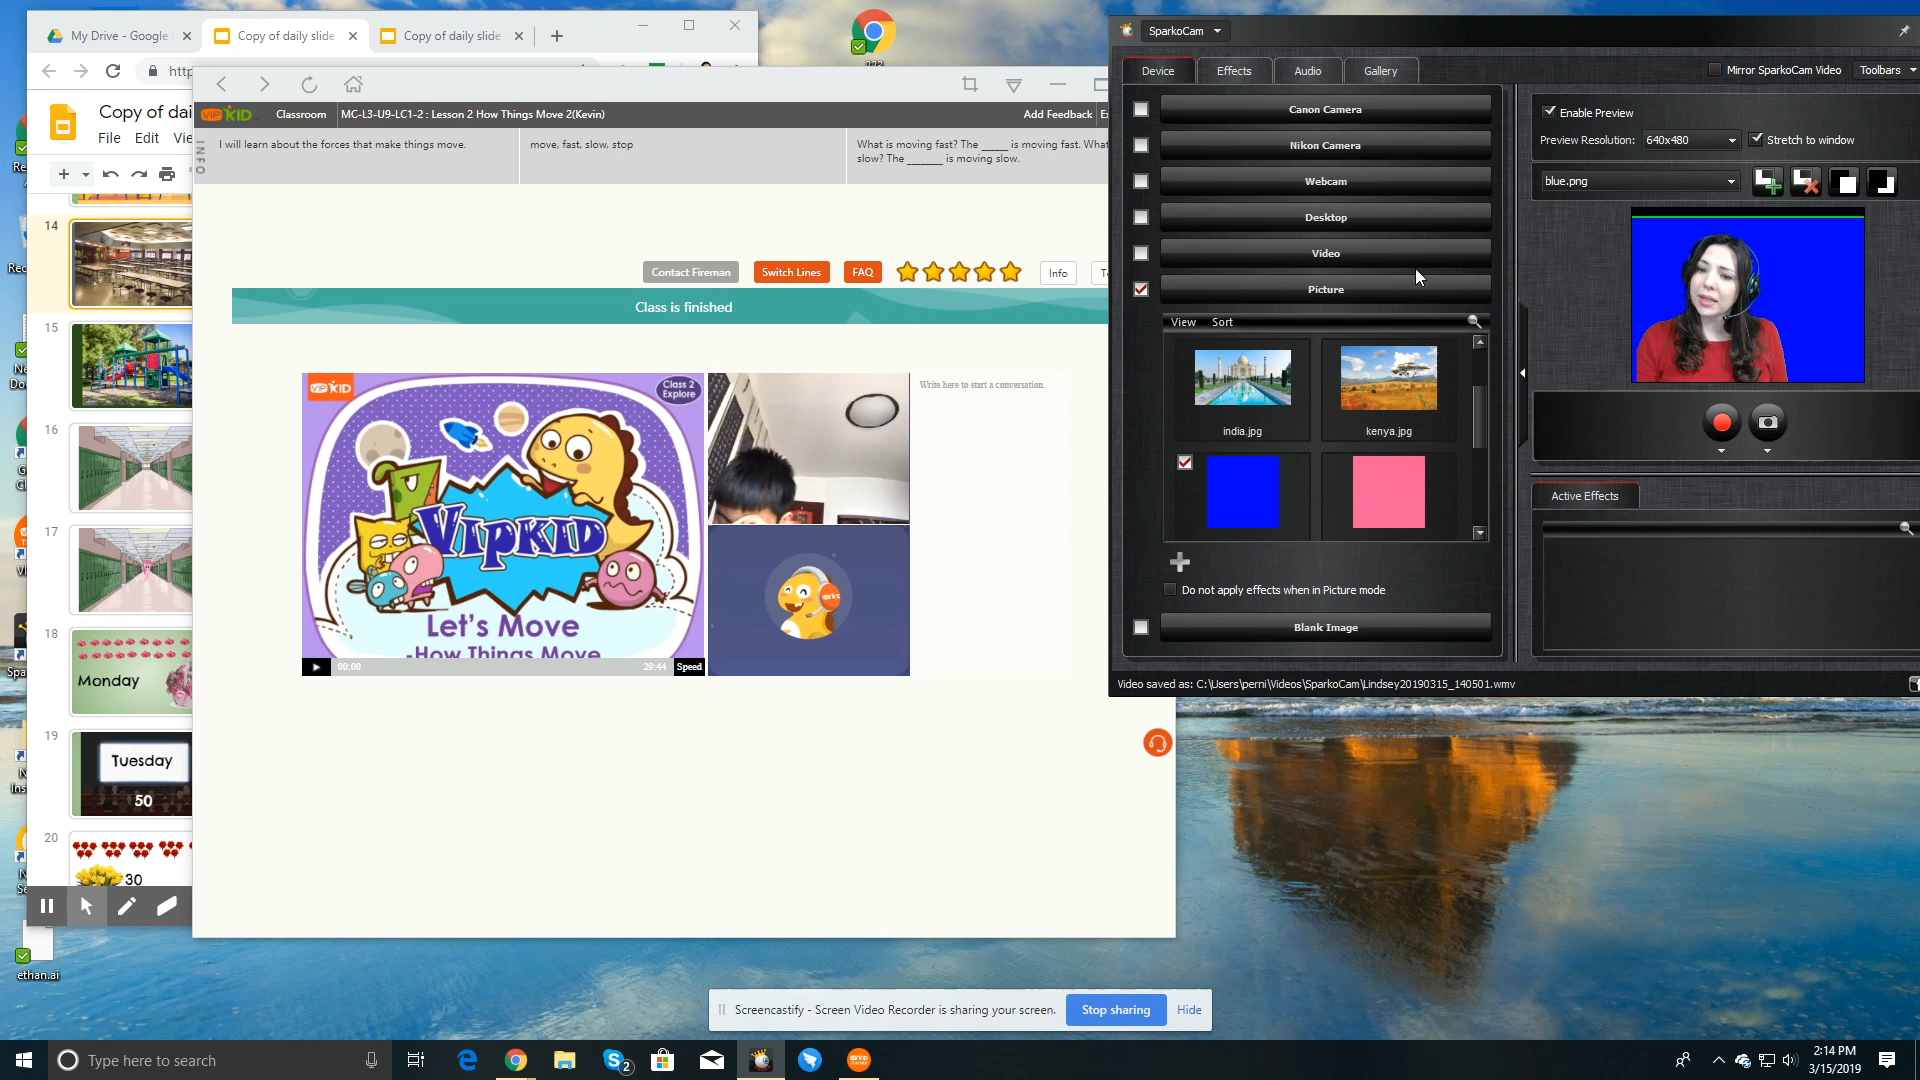 My Drive - Google
Copy of daily slide
Copy of daily slide
http
Copy of dai
File Edit Vie
14
15
16
17
18
Monday
19
Tuesday
50
20
30
ethan.ai
VIPKID Classroom MC-L3-U9-LC1-2 : Lesson 2 How Things Move 2(Kevin) Add Feedback
INFO
I will learn about the forces that make things move.
move, fast, slow, stop
What is moving fast? The _____ is moving fast. What
slow? The _______ is moving slow.
Contact Fireman Switch Lines FAQ Info
Class is finished
VIPKID
Class 2
Explore
VIPKID
Let's Move
-How Things Move
00:00 29:44 Speed
Write here to start a conversation.
SparkoCam
Device Effects Audio Gallery
Mirror SparkoCam Video Toolbars
Canon Camera
Nikon Camera
Webcam
Desktop
Video
Picture
View Sort
india.jpg kenya.jpg
Do not apply effects when in Picture mode
Blank Image
Video saved as: C:\Users\perni\Videos\SparkoCam\Lindsey20190315_140501.wmv
Enable Preview
Preview Resolution: 640x480 Stretch to window
blue.png
Active Effects
Screencastify - Screen Video Recorder is sharing your screen. Stop sharing Hide
Type here to search
2
2:14 PM
3/15/2019